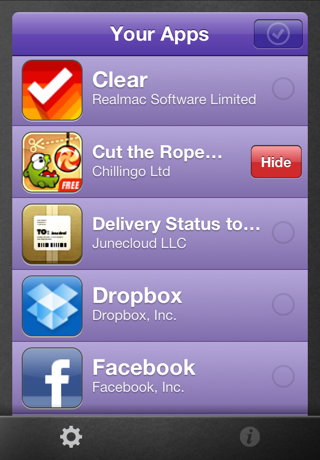 Your Apps
Clear
Realmac Software Limited
FREE
Cut the Rope...
Chillingo Ltd
Hide
TO:
Delivery Status to...
Junecloud LLC
Dropbox
Dropbox, Inc.
f
Facebook
Facebook, Inc.
i